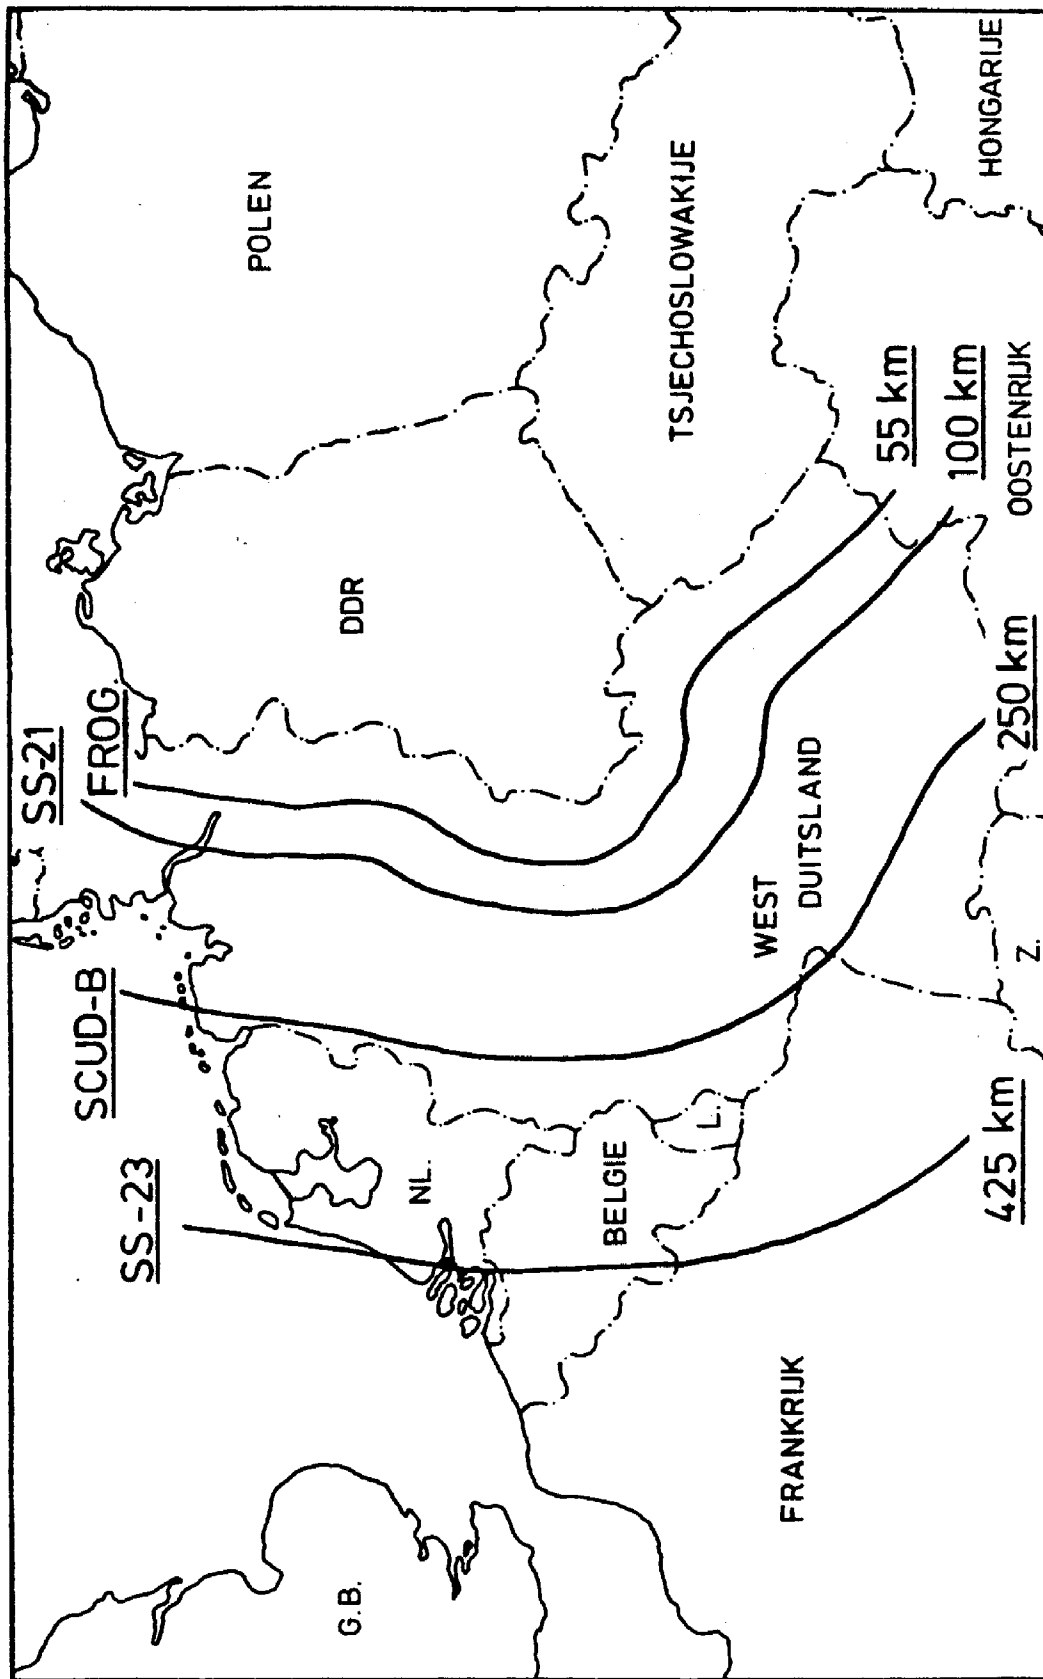 SS-23
SCUD-B
SS-21
FROG
G.B.
NL.
BELGIE
L.
FRANKRIJK
WEST
DUITSLAND
DDR
POLEN
TSJECHOSLOWAKIJE
Z.
OOSTENRIJK
HONGARIJE
425 km
250 km
100 km
55 km